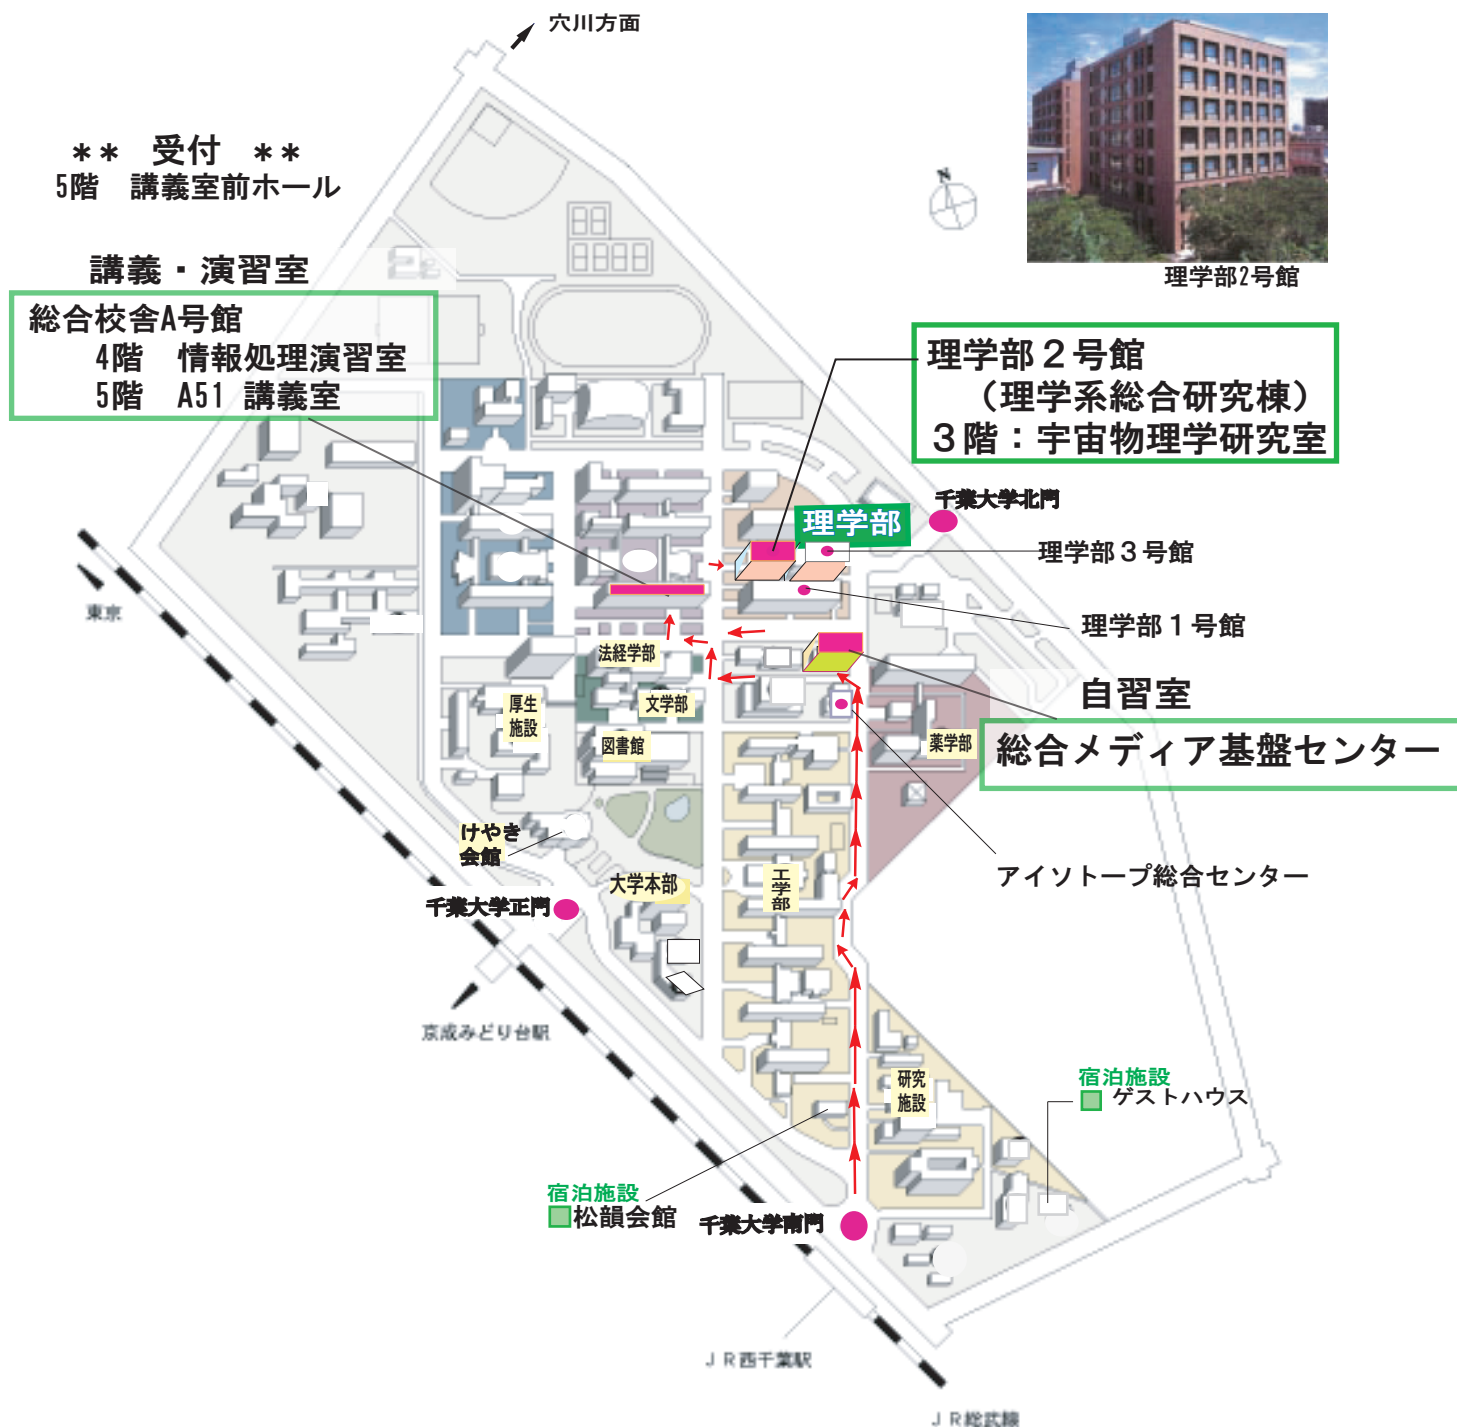 穴川方面
** 受付 **
5階 講義室前ホール
N
理学部2号館
講義・演習室
総合校舎A号館
4階 情報処理演習室
5階 A51 講義室
理学部２号館
（理学系総合研究棟）
３階：宇宙物理学研究室
千葉大学北門
理学部
理学部３号館
東京
理学部１号館
法経学部
自習室
厚生
施設
文学部
図書館
薬学部
総合メディア基盤センター
けやき
会館
アイソトープ総合センター
大学本部
工学部
千葉大学正門
京成みどり台駅
研究
施設
宿泊施設
ゲストハウス
宿泊施設
松韻会館
千葉大学南門
ＪＲ西千葉駅
ＪＲ総武線